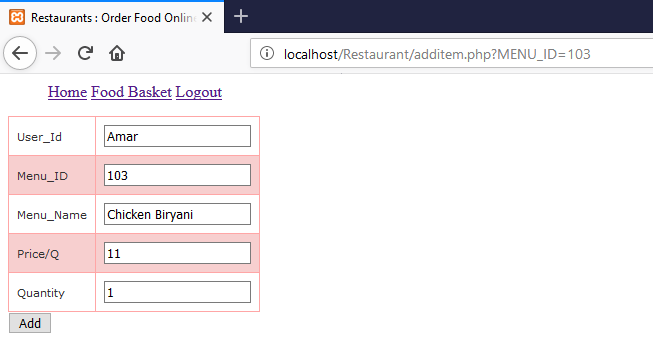 Restaurants : Order Food Online
localhost/Restaurant/additem.php?MENU_ID=103
Home Food Basket Logout
User_Id Amar
Menu_ID 103
Menu_Name Chicken Biryani
Price/Q 11
Quantity 1
Add